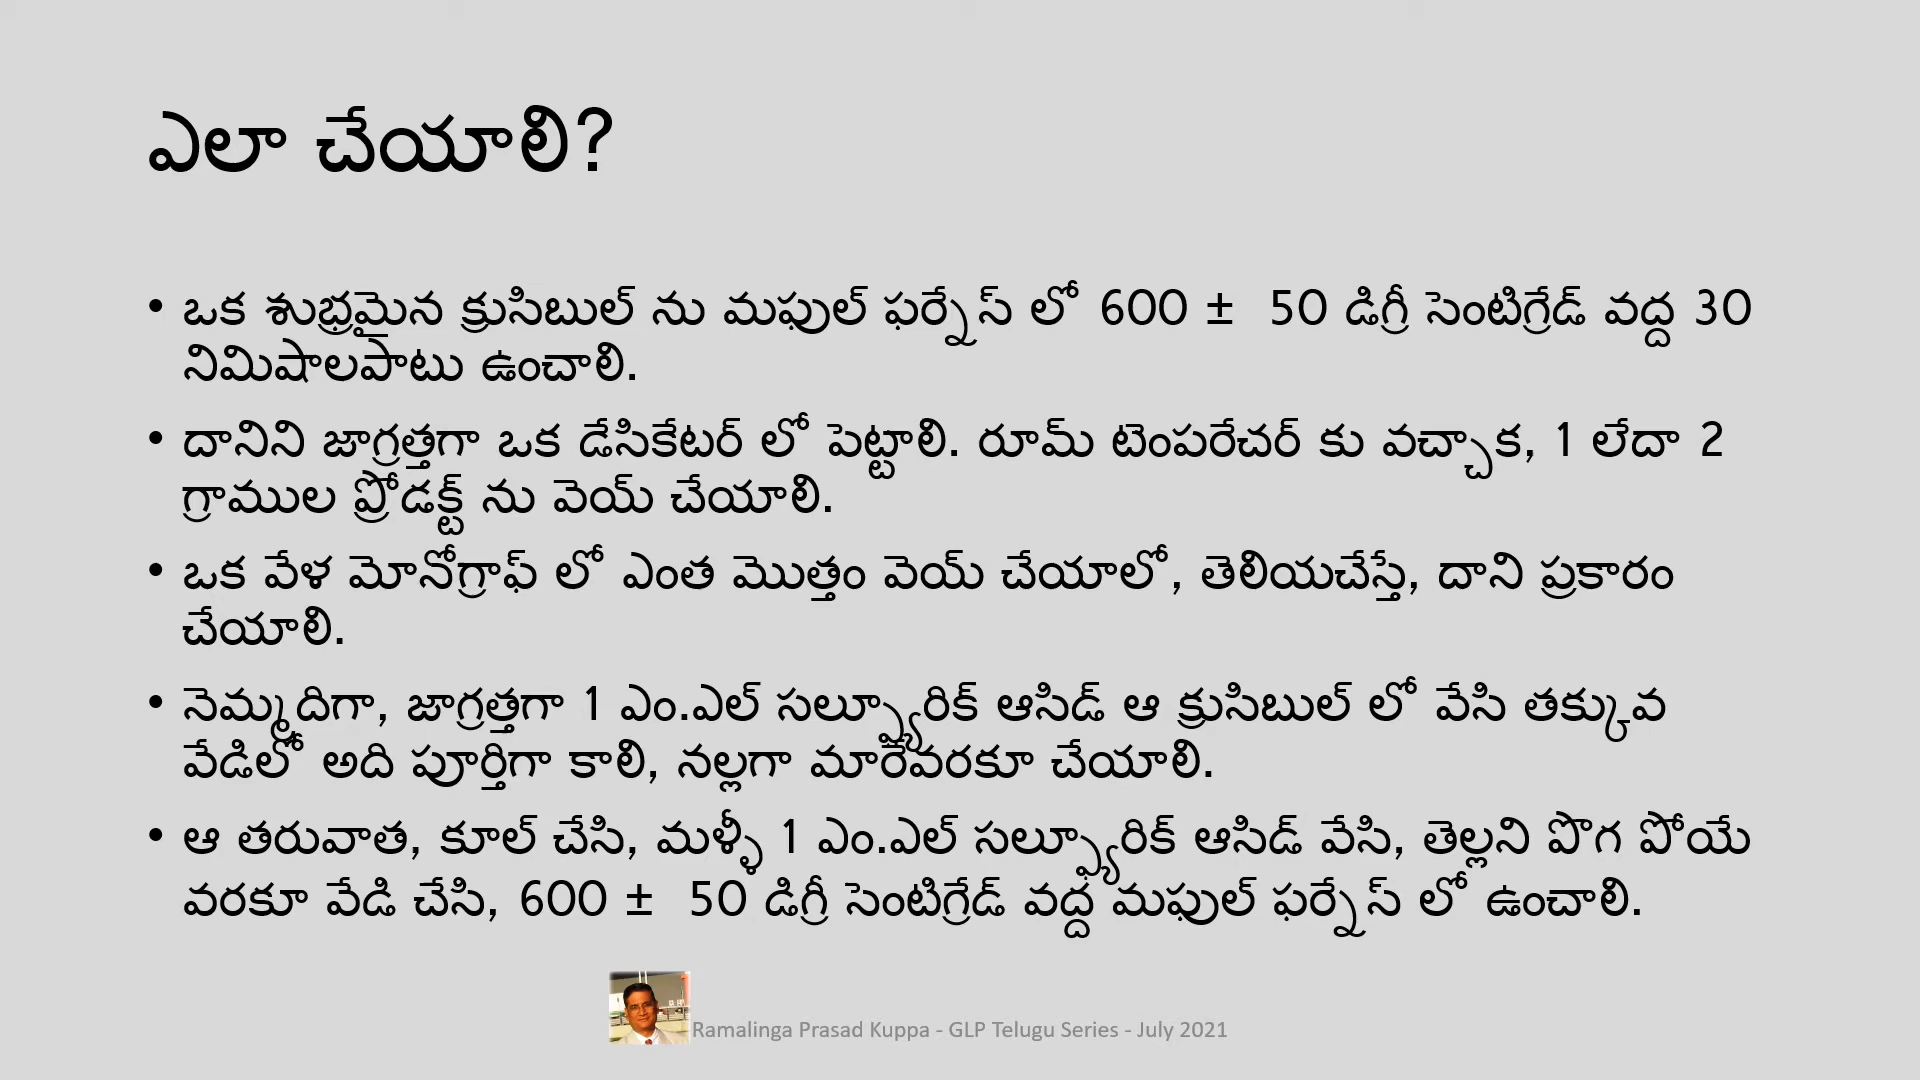 ఎలా చేయాలి?
• ఒక శుభ్రమైన క్రుసిబుల్ ను మఫుల్ ఫర్నేస్ లో 600 ± 50 డిగ్రీ సెంటిగ్రేడ్ వద్ద 30
నిమిషాలపాటు ఉంచాలి.
• దానిని జాగ్రత్తగా ఒక డేసికేటర్ లో పెట్టాలి. రూమ్ టెంపరేచర్ కు వచ్చాక, 1 లేదా 2
గ్రాముల ప్రోడక్ట్ ను వెయ్ చేయాలి.
• ఒక వేళ మోనోగ్రాఫ్ లో ఎంత మొత్తం వెయ్ చేయాలో, తెలియచేస్తే, దాని ప్రకారం
చేయాలి.
• నెమ్మదిగా, జాగ్రత్తగా 1 ఎం.ఎల్ సల్ఫ్యూరిక్ ఆసిడ్ ఆ క్రుసిబుల్ లో వేసి తక్కువ
వేడిలో అది పూర్తిగా కాలి, నల్లగా మారేవరకూ చేయాలి.
• ఆ తరువాత, కూల్ చేసి, మళ్ళీ 1 ఎం.ఎల్ సల్ఫ్యూరిక్ ఆసిడ్ వేసి, తెల్లని పొగ పోయే
వరకూ వేడి చేసి, 600 ± 50 డిగ్రీ సెంటిగ్రేడ్ వద్ద మఫుల్ ఫర్నేస్ లో ఉంచాలి.
Ramalinga Prasad Kuppa - GLP Telugu Series - July 2021